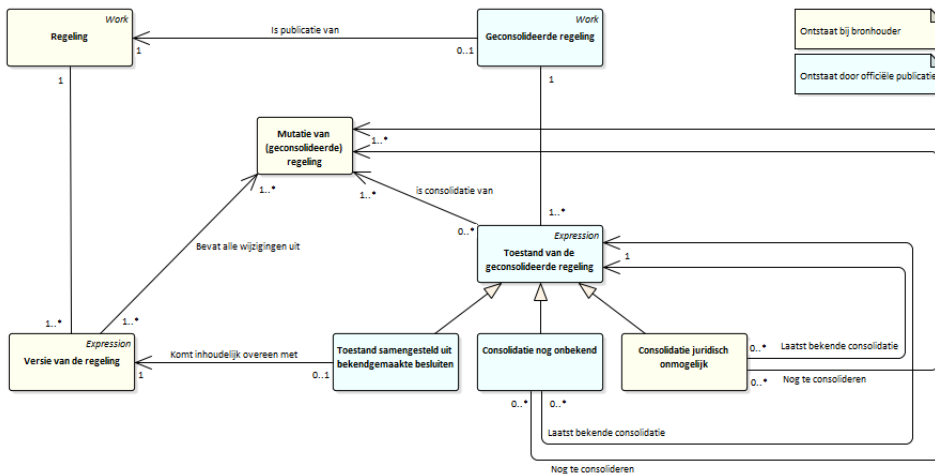 Work
Regeling
Is publicatie van
1
0..1
Work
Geconsolideerde regeling
Ontstaat bij bronhouder
Ontstaat door officiële publicatie
1
1
Mutatie van
(geconsolideerde)
regeling
1..*
1..*
1..*
is consolidatie van
1..*
0..*
Expression
Toestand van de
geconsolideerde regeling
1
Bevat alle wijzigingen uit
1..*
1..*
Expression
Versie van de regeling
1
Komt inhoudelijk overeen met
0..1
Toestand samengesteld uit
bekendgemaakte besluiten
Consolidatie nog onbekend
Consolidatie juridisch
onmogelijk
0..*
Laatst bekende consolidatie
0..*
Nog te consolideren
0..*
0..*
Laatst bekende consolidatie
Nog te consolideren